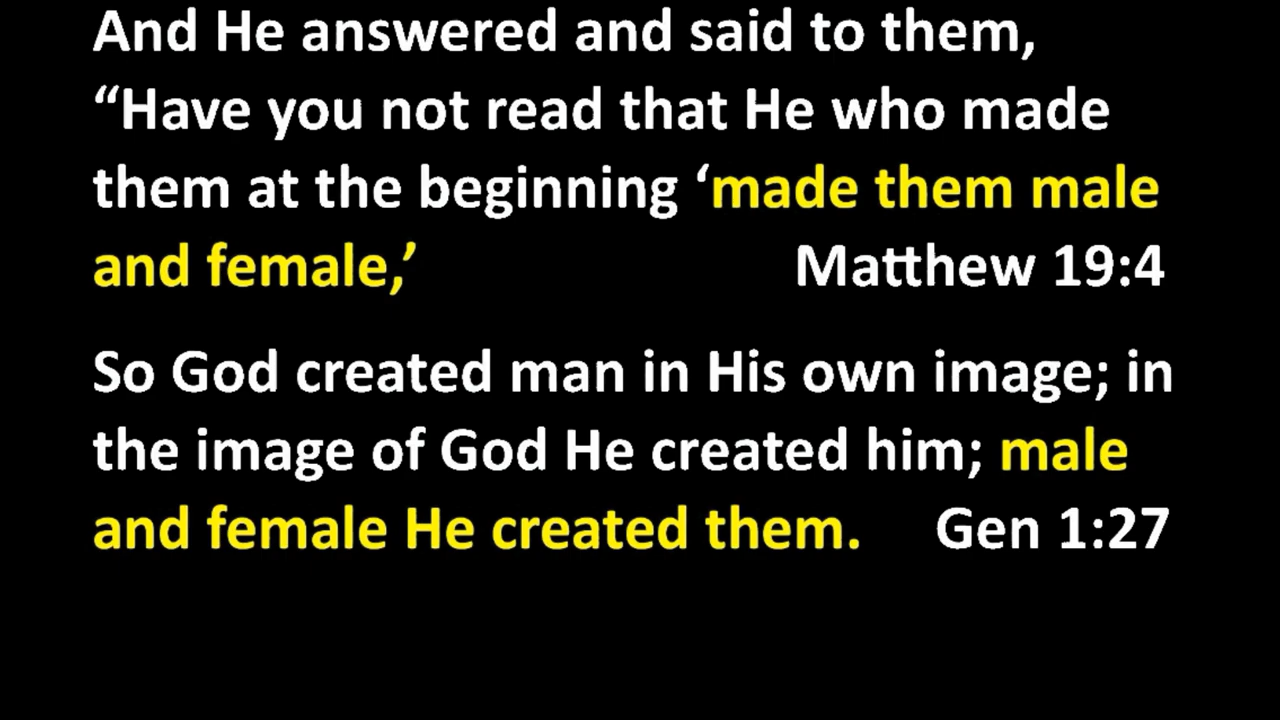 And He answered and said to them,
“Have you not read that He who made
them at the beginning ‘made them male
and female,’ Matthew 19:4
So God created man in His own image; in
the image of God He created him; male
and female He created them. Gen 1:27